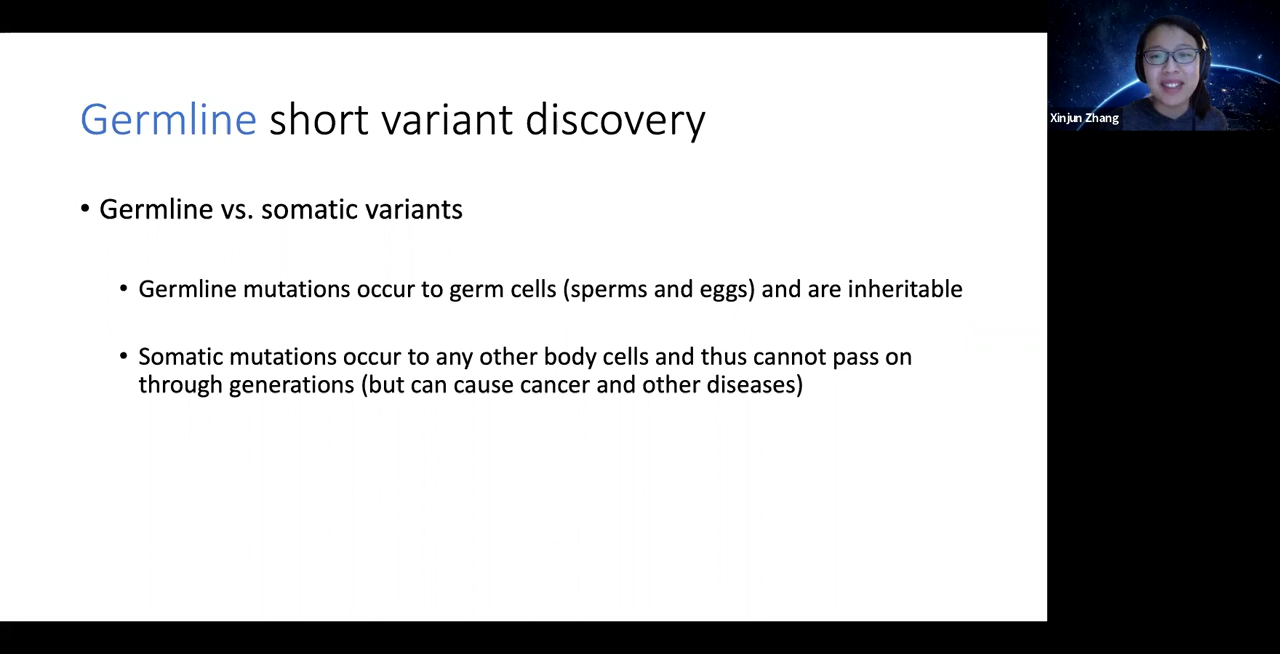 Germline short variant discovery
• Germline vs. somatic variants
• Germline mutations occur to germ cells (sperms and eggs) and are inheritable
• Somatic mutations occur to any other body cells and thus cannot pass on
through generations (but can cause cancer and other diseases)
Xinjun Zhang